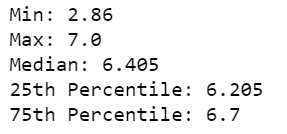 Min: 2.86
Max: 7.0
Median: 6.405
25th Percentile: 6.205
75th Percentile: 6.7